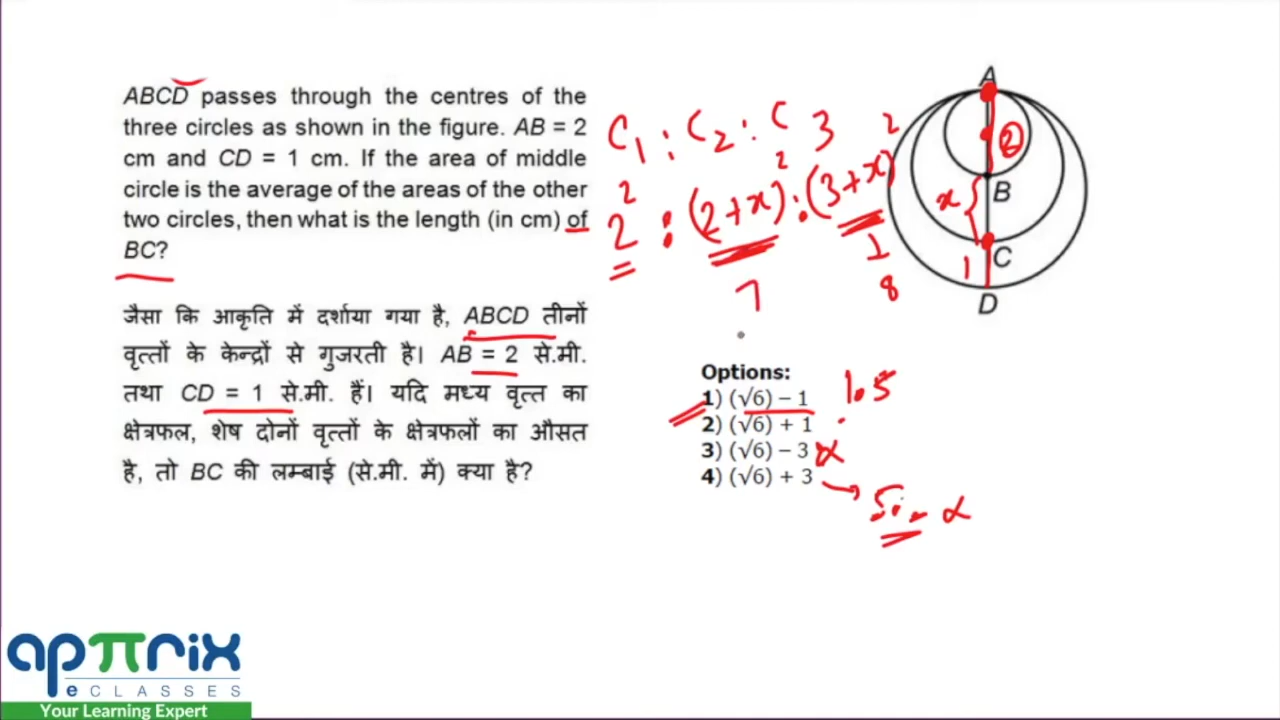 ABCD passes through the centres of the
three circles as shown in the figure. AB = 2
cm and CD = 1 cm. If the area of middle
circle is the average of the areas of the other
two circles, then what is the length (in cm) of
BC?
जैसा कि आकृति में दर्शाया गया है, ABCD तीनों
वृत्तों के केन्द्रों से गुजरती है। AB = 2 से.मी.
तथा CD = 1 से.मी. हैं। यदि मध्य वृत्त का
क्षेत्रफल, शेष दोनों वृत्तों के क्षेत्रफलों का औसत
है, तो BC की लम्बाई (से.मी. में) क्या है?
C1 : C2 : C3
2² : (2+x)² : (3+x)²
7
8
A
2
B
x
C
1
D
Options:
1) (√6) – 1 1.5
2) (√6) + 1
3) (√6) – 3
4) (√6) + 3
apπrix
eCLASSES
Your Learning Expert